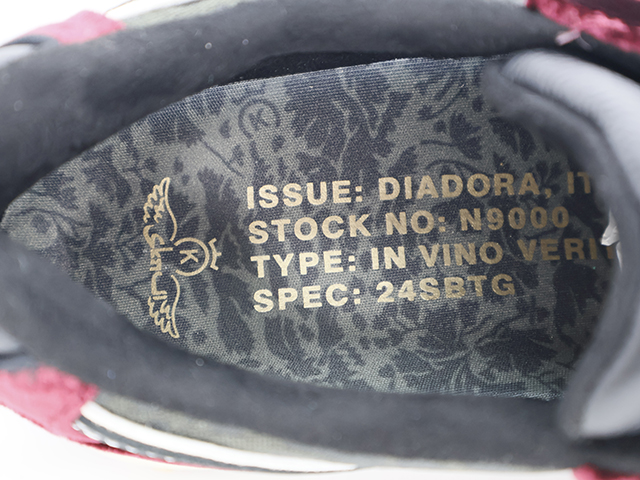 ISSUE: DIADORA, IT
STOCK NO: N9000
TYPE: IN VINO VERIT
SPEC: 24SBTG
K
K